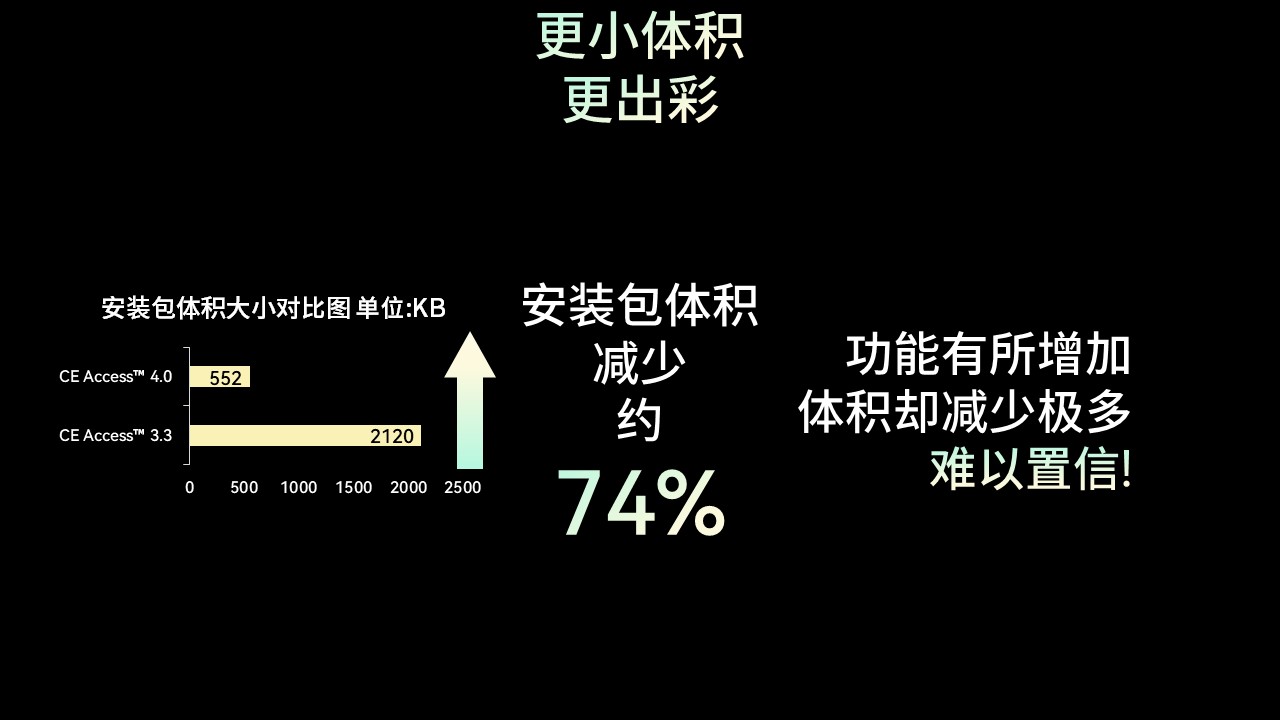 更小体积
更出彩
安装包体积大小对比图 单位:KB
CE Access™ 4.0
552
CE Access™ 3.3
2120
0 500 1000 1500 2000 2500
安装包体积
减少
约
74%
功能有所增加
体积却减少极多
难以置信!